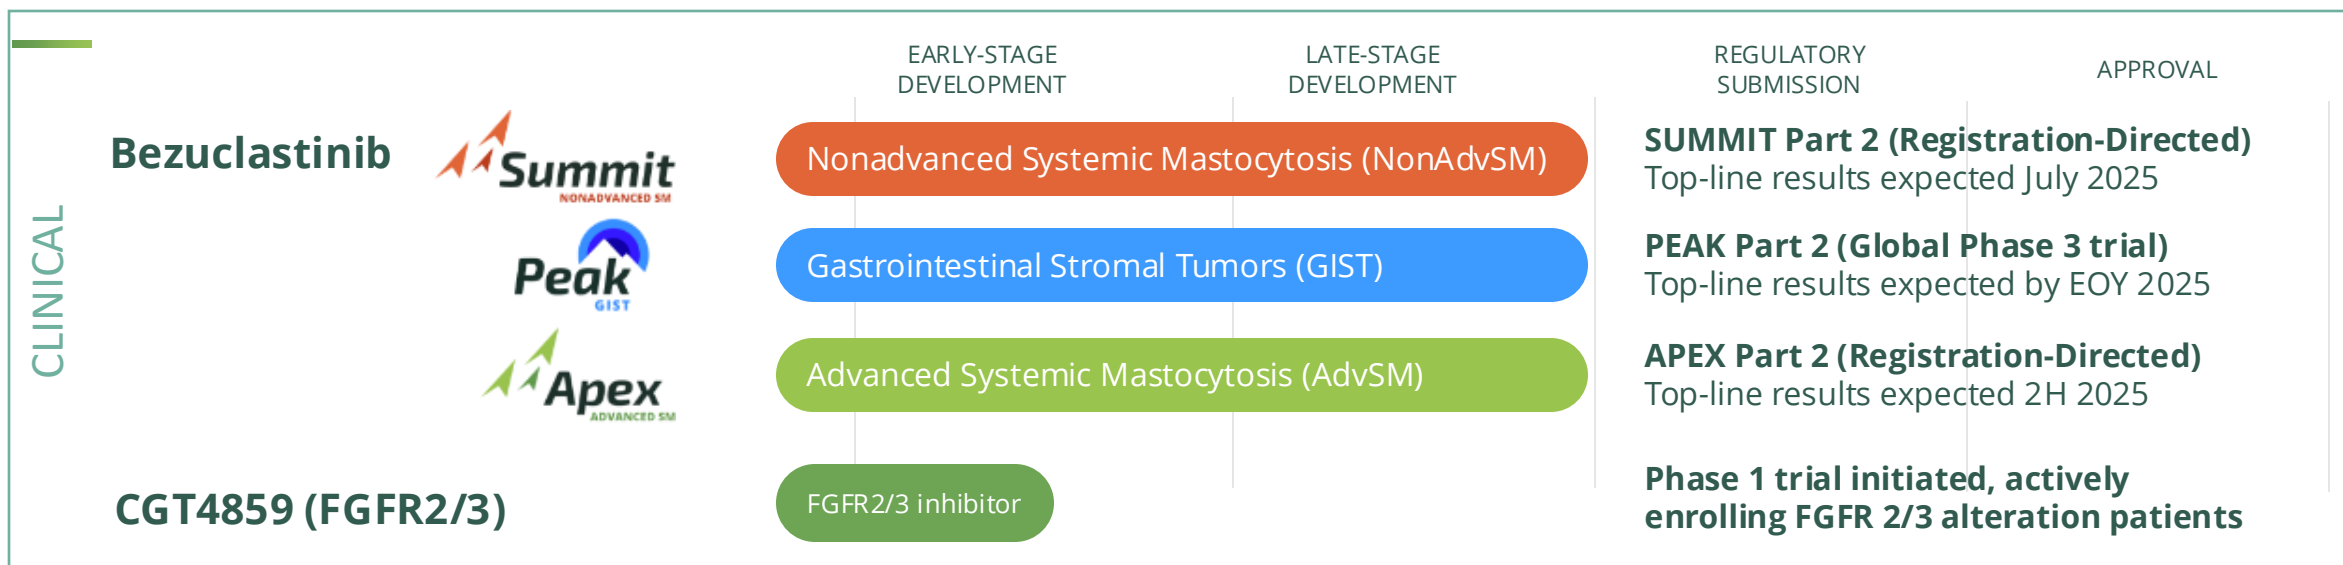 EARLY-STAGE
DEVELOPMENT
LATE-STAGE
DEVELOPMENT
REGULATORY
SUBMISSION
APPROVAL
CLINICAL
Bezuclastinib
Summit
NONADVANCED SM
Nonadvanced Systemic Mastocytosis (NonAdvSM)
SUMMIT Part 2 (Registration-Directed)
Top-line results expected July 2025
Peak
GIST
Gastrointestinal Stromal Tumors (GIST)
PEAK Part 2 (Global Phase 3 trial)
Top-line results expected by EOY 2025
Apex
ADVANCED SM
Advanced Systemic Mastocytosis (AdvSM)
APEX Part 2 (Registration-Directed)
Top-line results expected 2H 2025
CGT4859 (FGFR2/3)
FGFR2/3 inhibitor
Phase 1 trial initiated, actively
enrolling FGFR 2/3 alteration patients